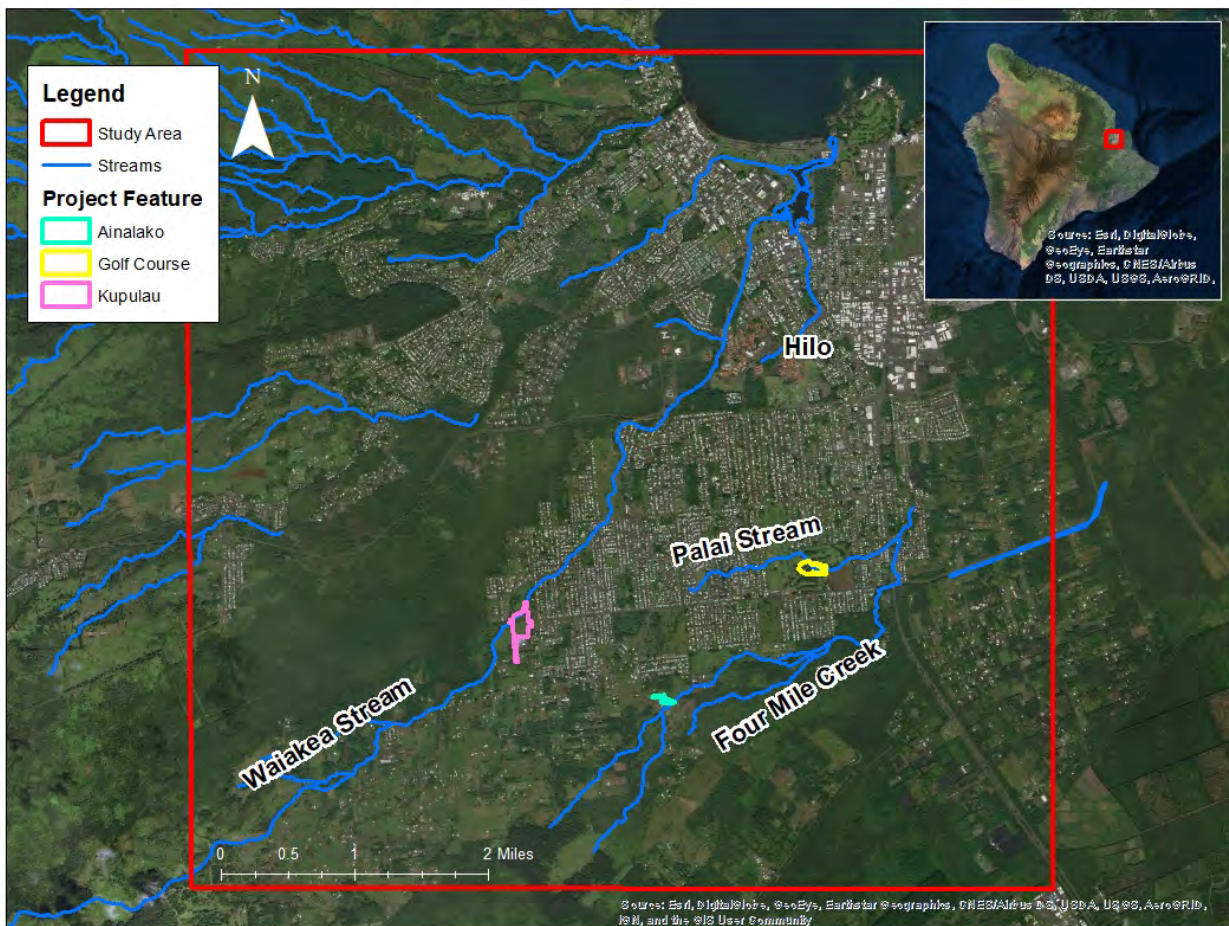 Legend
Study Area
Streams
Project Feature
Ainalako
Golf Course
Kupulau
N
Source: Esri, DigitalGlobe,
GeoEye, Earthstar
Geographics, CNES/Airbus
DS, USDA, USGS, AeroGRID,
Hilo
Palai Stream
Four Mile Creek
Waiakea Stream
0 0.5 1 2 Miles
Source: Esri, DigitalGlobe, GeoEye, Earthstar Geographics, CNES/Airbus DS, USDA, USGS, AeroGRID,
IGN, and the GIS User Community